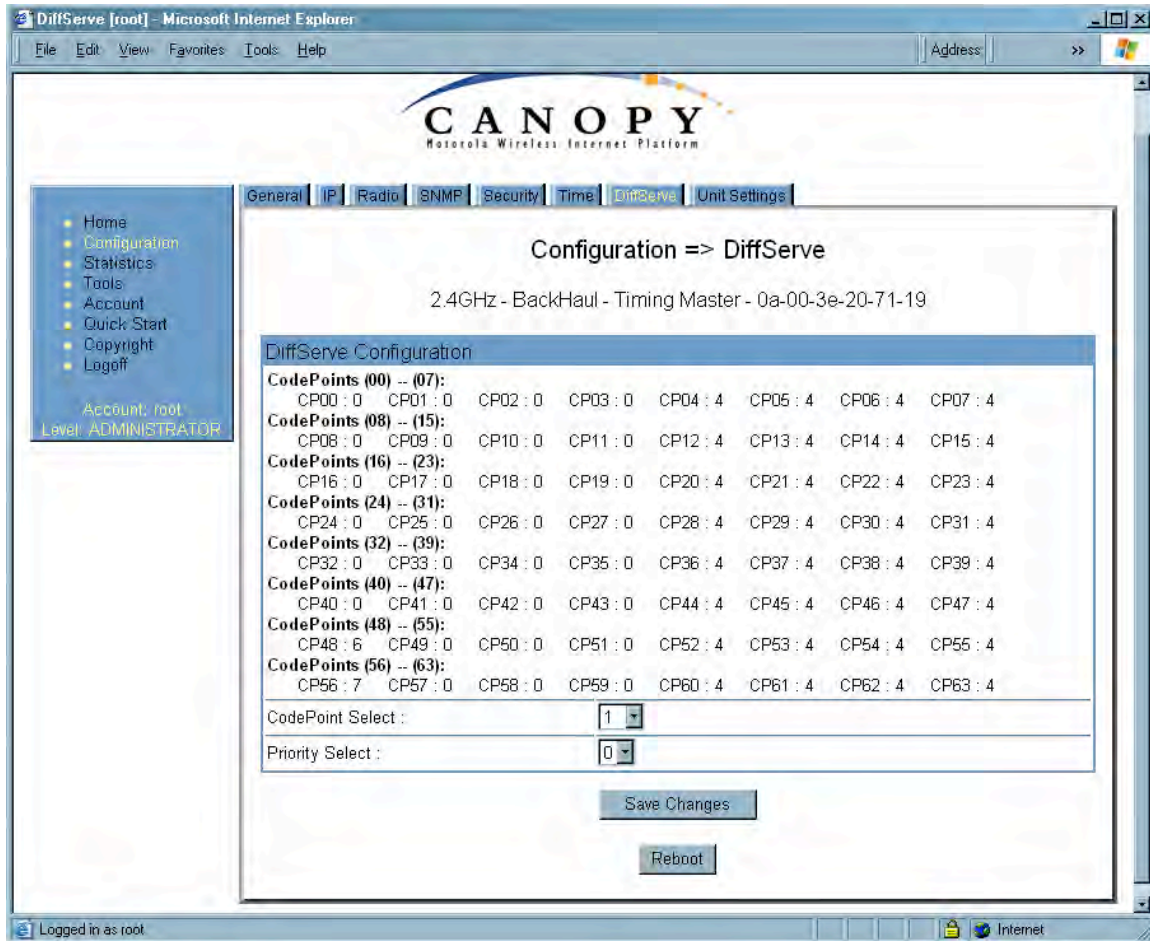 DiffServe [root] - Microsoft Internet Explorer
File Edit View Favorites Tools Help Address »
CANOPY
Motorola Wireless Internet Platform
General IP Radio SNMP Security Time DiffServe Unit Settings
Home
Configuration
Statistics
Tools
Account
Quick Start
Copyright
Logoff
Account: root
Level: ADMINISTRATOR
Configuration => DiffServe
2.4GHz - BackHaul - Timing Master - 0a-00-3e-20-71-19
DiffServe Configuration
CodePoints (00) -- (07):
CP00 : 0 CP01 : 0 CP02 : 0 CP03 : 0 CP04 : 4 CP05 : 4 CP06 : 4 CP07 : 4
CodePoints (08) -- (15):
CP08 : 0 CP09 : 0 CP10 : 0 CP11 : 0 CP12 : 4 CP13 : 4 CP14 : 4 CP15 : 4
CodePoints (16) -- (23):
CP16 : 0 CP17 : 0 CP18 : 0 CP19 : 0 CP20 : 4 CP21 : 4 CP22 : 4 CP23 : 4
CodePoints (24) -- (31):
CP24 : 0 CP25 : 0 CP26 : 0 CP27 : 0 CP28 : 4 CP29 : 4 CP30 : 4 CP31 : 4
CodePoints (32) -- (39):
CP32 : 0 CP33 : 0 CP34 : 0 CP35 : 0 CP36 : 4 CP37 : 4 CP38 : 4 CP39 : 4
CodePoints (40) -- (47):
CP40 : 0 CP41 : 0 CP42 : 0 CP43 : 0 CP44 : 4 CP45 : 4 CP46 : 4 CP47 : 4
CodePoints (48) -- (55):
CP48 : 6 CP49 : 0 CP50 : 0 CP51 : 0 CP52 : 4 CP53 : 4 CP54 : 4 CP55 : 4
CodePoints (56) -- (63):
CP56 : 7 CP57 : 0 CP58 : 0 CP59 : 0 CP60 : 4 CP61 : 4 CP62 : 4 CP63 : 4
CodePoint Select : 1
Priority Select : 0
Save Changes
Reboot
Logged in as root Internet